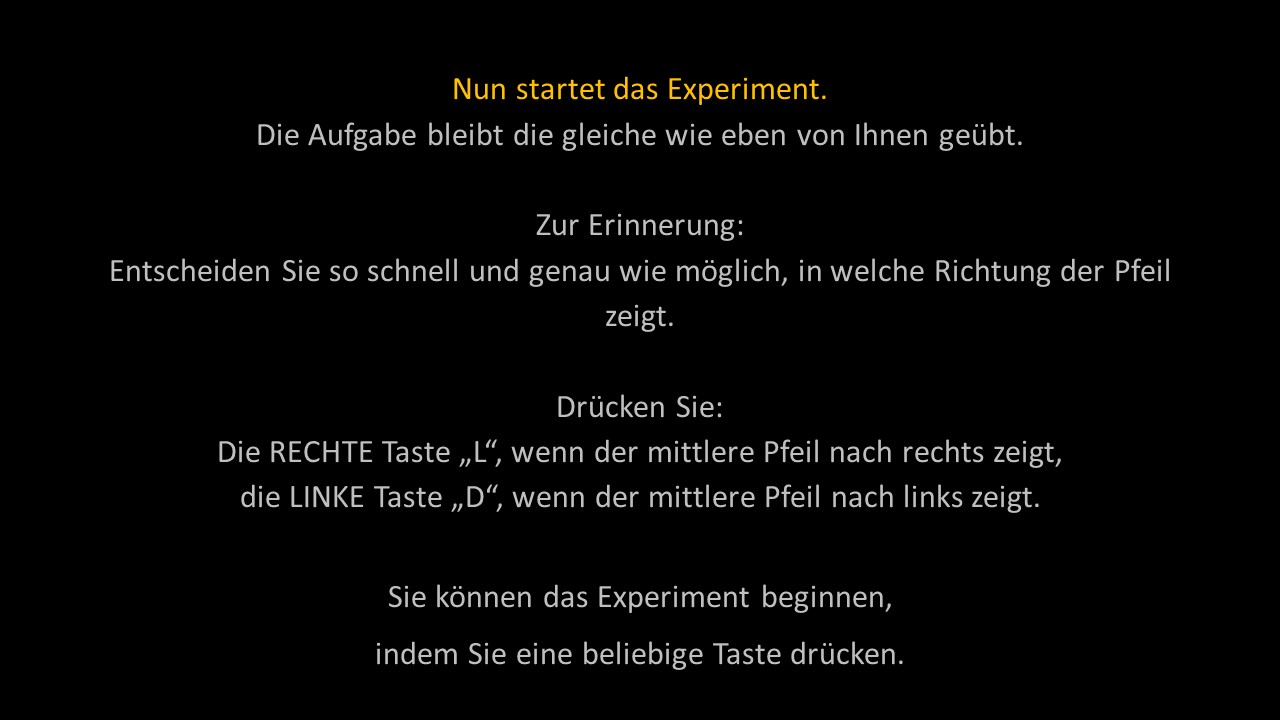 Nun startet das Experiment.
Die Aufgabe bleibt die gleiche wie eben von Ihnen geübt.
Zur Erinnerung:
Entscheiden Sie so schnell und genau wie möglich, in welche Richtung der Pfeil
zeigt.
Drücken Sie:
Die RECHTE Taste „L“, wenn der mittlere Pfeil nach rechts zeigt,
die LINKE Taste „D“, wenn der mittlere Pfeil nach links zeigt.
Sie können das Experiment beginnen,
indem Sie eine beliebige Taste drücken.